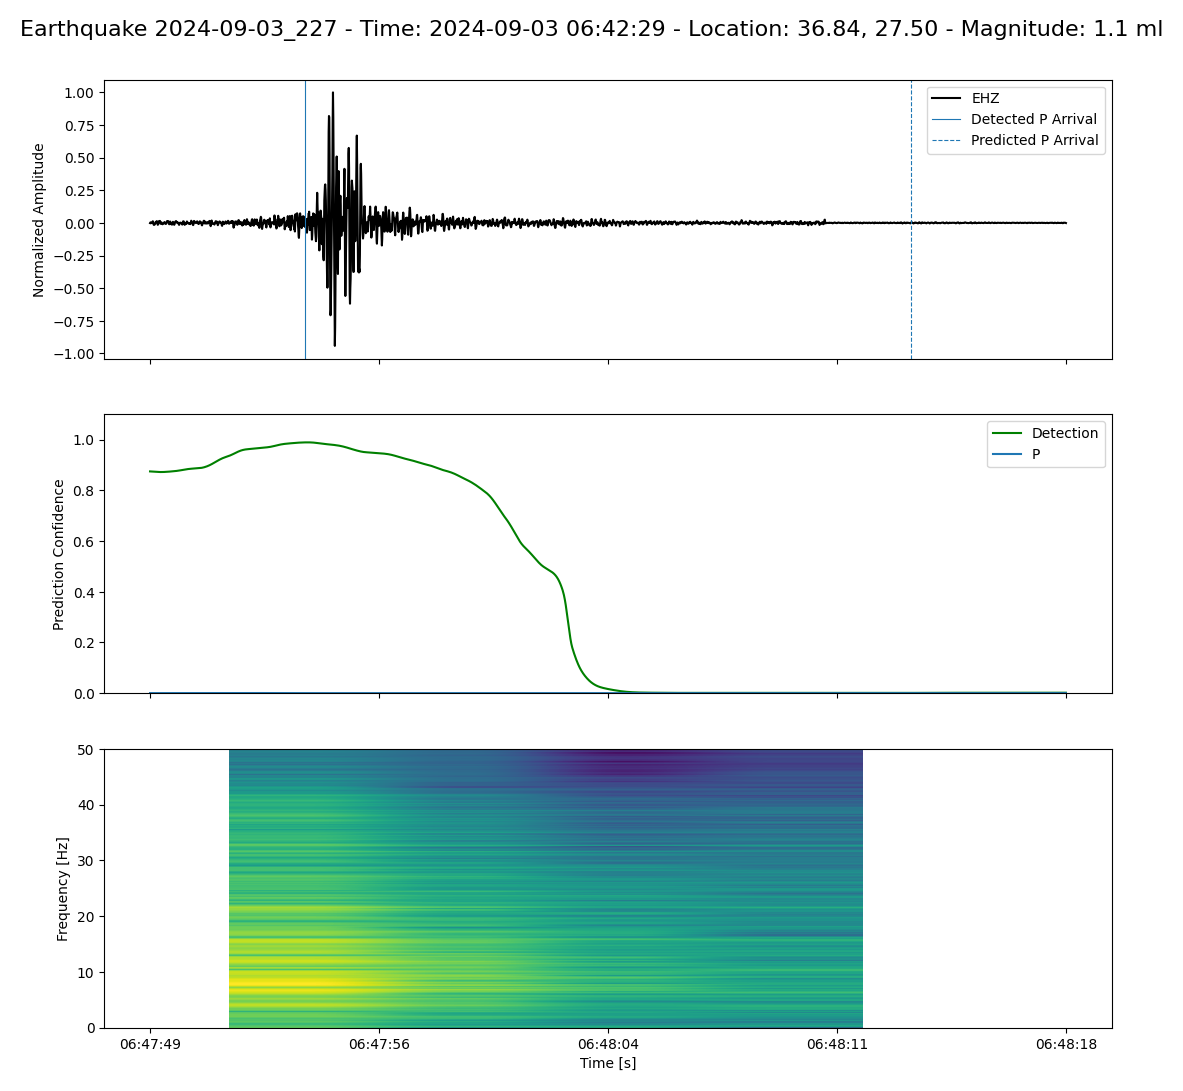 Earthquake 2024-09-03_227 - Time: 2024-09-03 06:42:29 - Location: 36.84, 27.50 - Magnitude: 1.1 ml
Normalized Amplitude
1.00
0.75
0.50
0.25
0.00
−0.25
−0.50
−0.75
−1.00
EHZ
Detected P Arrival
Predicted P Arrival
Prediction Confidence
1.0
0.8
0.6
0.4
0.2
0.0
Detection
P
Frequency [Hz]
50
40
30
20
10
0
06:47:49 06:47:56 06:48:04 06:48:11 06:48:18
Time [s]